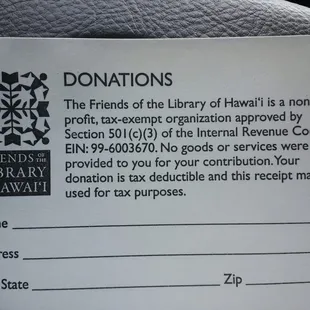 DONATIONS
The Friends of the Library of Hawai'i is a non
profit, tax-exempt organization approved by
Section 501(c)(3) of the Internal Revenue Co
EIN: 99-6003670. No goods or services were
provided to you for your contribution. Your
donation is tax deductible and this receipt ma
used for tax purposes.
ENDS OF THE
BRARY
AWAI'I
ne
ress
State
Zip